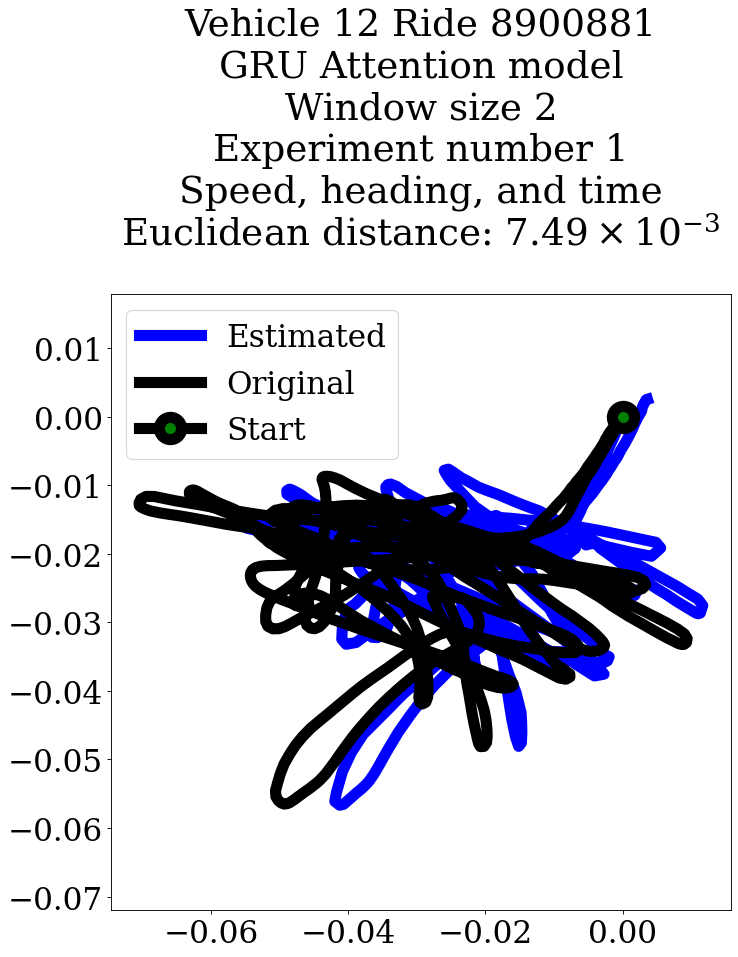 Vehicle 12 Ride 8900881
GRU Attention model
Window size 2
Experiment number 1
Speed, heading, and time
Euclidean distance: 7.49 × 10⁻³
Estimated
Original
Start
0.01
0.00
−0.01
−0.02
−0.03
−0.04
−0.05
−0.06
−0.07
−0.06 −0.04 −0.02 0.00